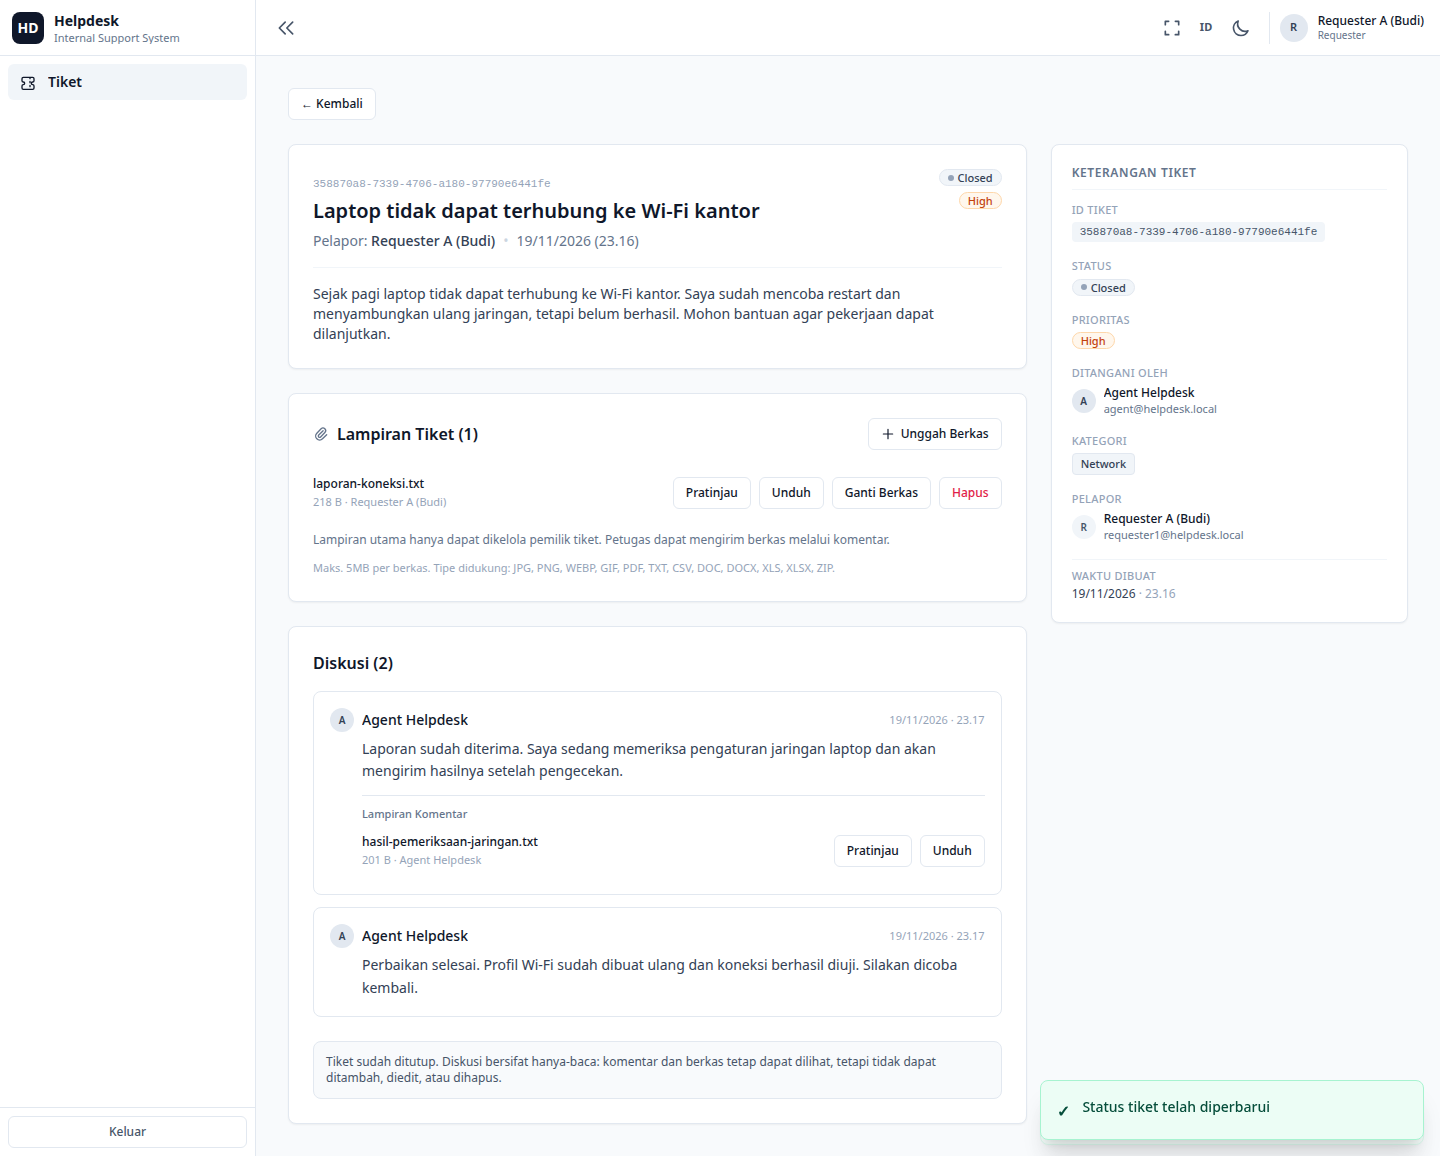 HD
Helpdesk
Internal Support System
ID
R
Requester A (Budi)
Requester
Tiket
← Kembali
358870a8-7339-4706-a180-97790e6441fe
Closed
High
Laptop tidak dapat terhubung ke Wi-Fi kantor
Pelapor: Requester A (Budi) • 19/11/2026 (23.16)
Sejak pagi laptop tidak dapat terhubung ke Wi-Fi kantor. Saya sudah mencoba restart dan
menyambungkan ulang jaringan, tetapi belum berhasil. Mohon bantuan agar pekerjaan dapat
dilanjutkan.
Lampiran Tiket (1)
+ Unggah Berkas
laporan-koneksi.txt
218 B · Requester A (Budi)
Pratinjau
Unduh
Ganti Berkas
Hapus
Lampiran utama hanya dapat dikelola pemilik tiket. Petugas dapat mengirim berkas melalui komentar.
Maks. 5MB per berkas. Tipe didukung: JPG, PNG, WEBP, GIF, PDF, TXT, CSV, DOC, DOCX, XLS, XLSX, ZIP.
Diskusi (2)
A
Agent Helpdesk
19/11/2026 · 23.17
Laporan sudah diterima. Saya sedang memeriksa pengaturan jaringan laptop dan akan
mengirim hasilnya setelah pengecekan.
Lampiran Komentar
hasil-pemeriksaan-jaringan.txt
201 B · Agent Helpdesk
Pratinjau
Unduh
A
Agent Helpdesk
19/11/2026 · 23.17
Perbaikan selesai. Profil Wi-Fi sudah dibuat ulang dan koneksi berhasil diuji. Silakan dicoba
kembali.
Tiket sudah ditutup. Diskusi bersifat hanya-baca: komentar dan berkas tetap dapat dilihat, tetapi tidak dapat
ditambah, diedit, atau dihapus.
KETERANGAN TIKET
ID TIKET
358870a8-7339-4706-a180-97790e6441fe
STATUS
Closed
PRIORITAS
High
DITANGANI OLEH
A
Agent Helpdesk
agent@helpdesk.local
KATEGORI
Network
PELAPOR
R
Requester A (Budi)
requester1@helpdesk.local
WAKTU DIBUAT
19/11/2026 · 23.16
✓ Status tiket telah diperbarui
Keluar